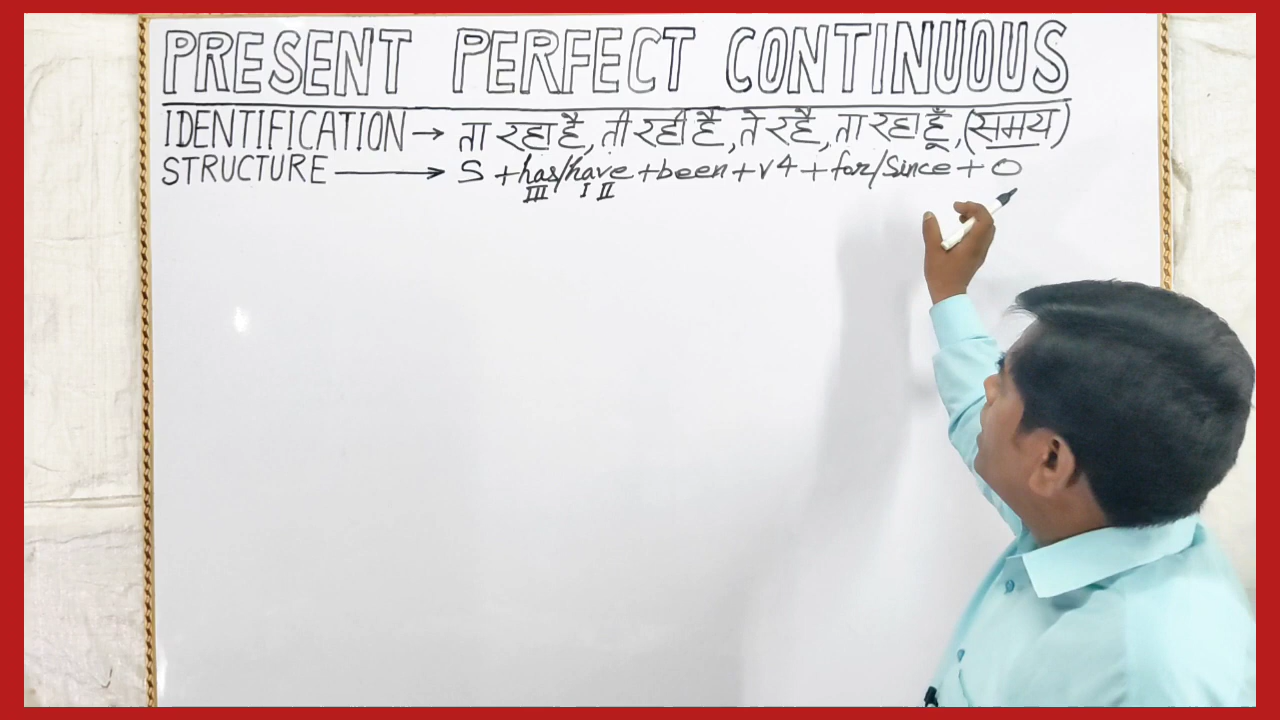 PRESENT PERFECT CONTINUOUS
IDENTIFICATION → ता रहा है, ती रही है, ते रहै, ता रहा हूँ, (समय)
STRUCTURE → S + has/have + been + v4 + for/Since + O
III I II